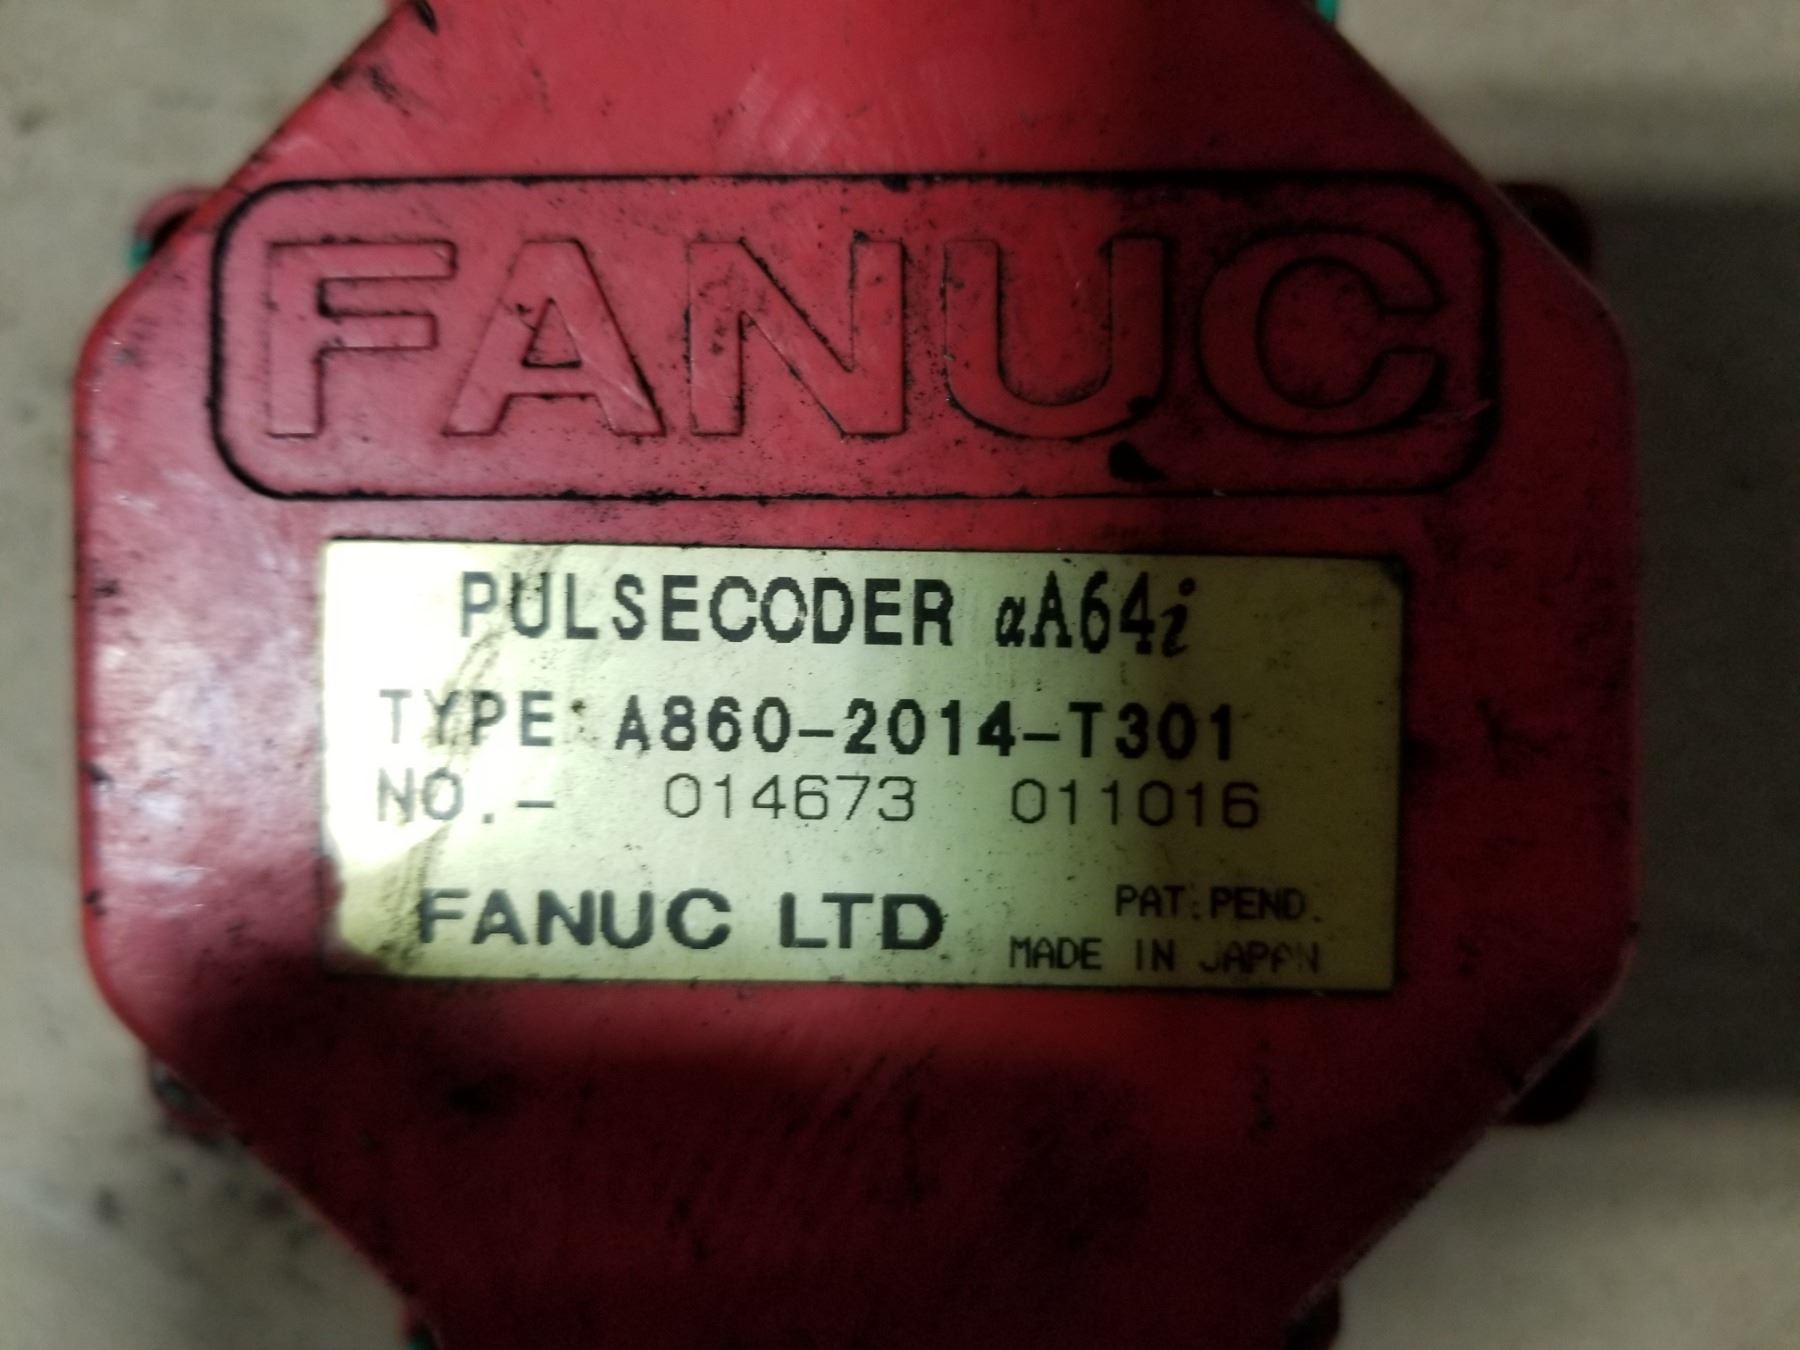 FANUC
PULSECODER αA64i
TYPE: A860-2014-T301
NO.- 014673 011016
FANUC LTD
PAT. PEND.
MADE IN JAPAN